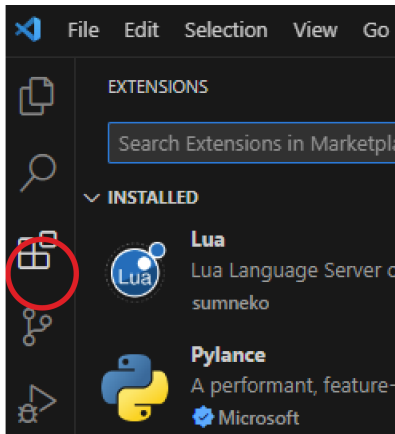 File Edit Selection View Go
EXTENSIONS
Search Extensions in Marketpla
INSTALLED
Lua
Lua
Lua Language Server c
sumneko
Pylance
A performant, feature-
Microsoft